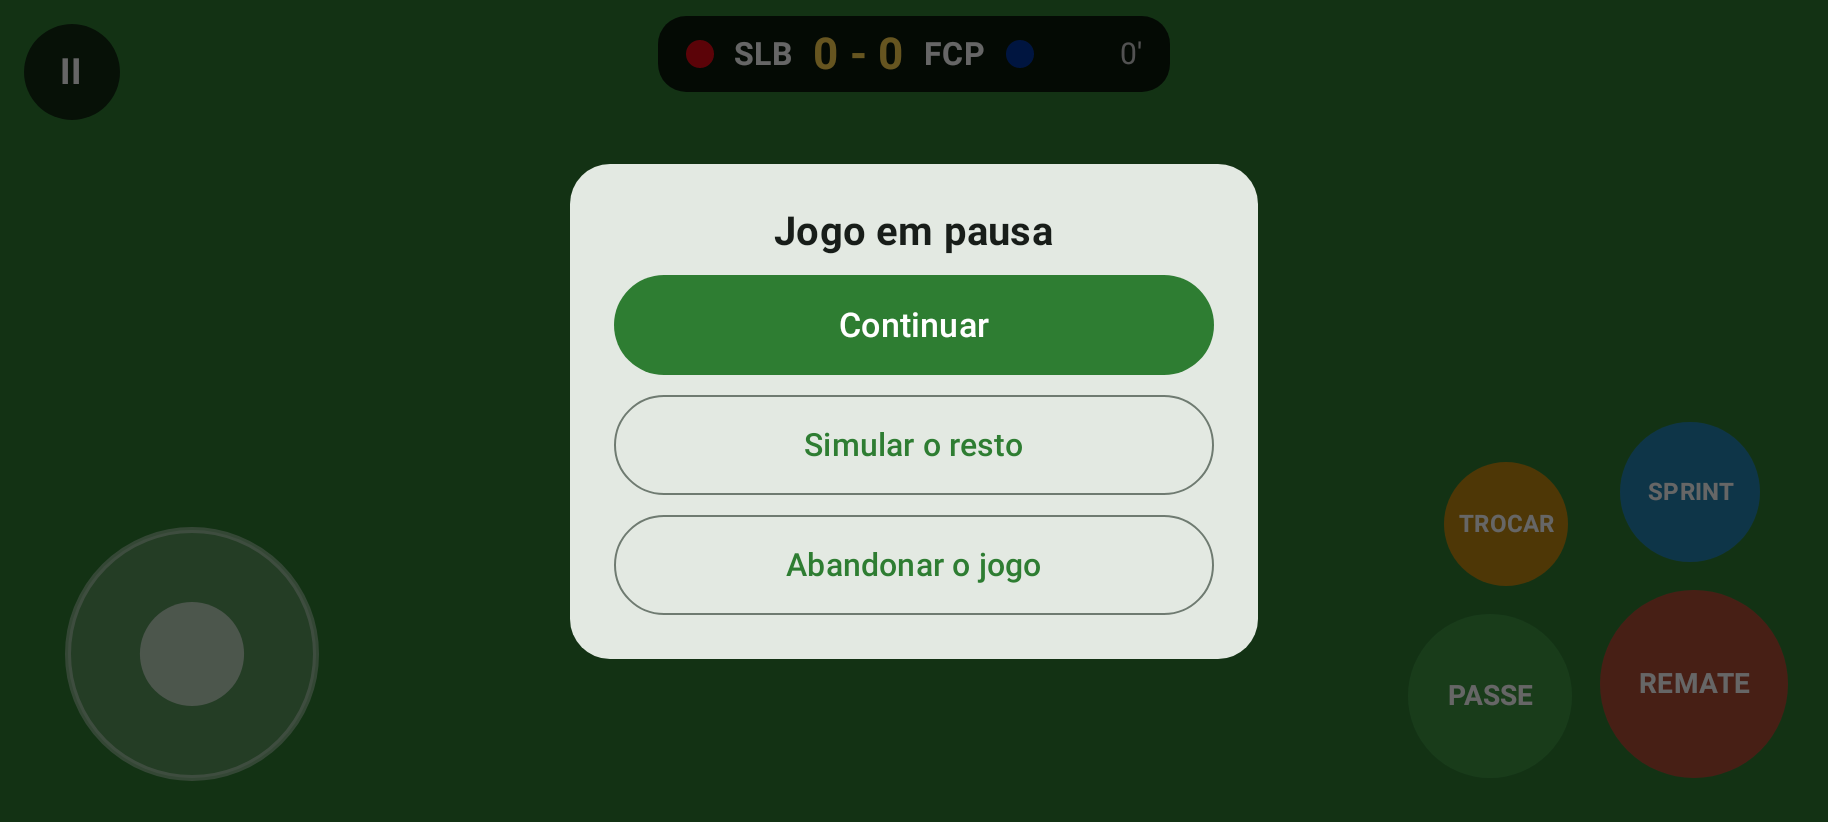 SLB 0 - 0 FCP 0'
Jogo em pausa
Continuar
Simular o resto
Abandonar o jogo
SPRINT
TROCAR
PASSE
REMATE